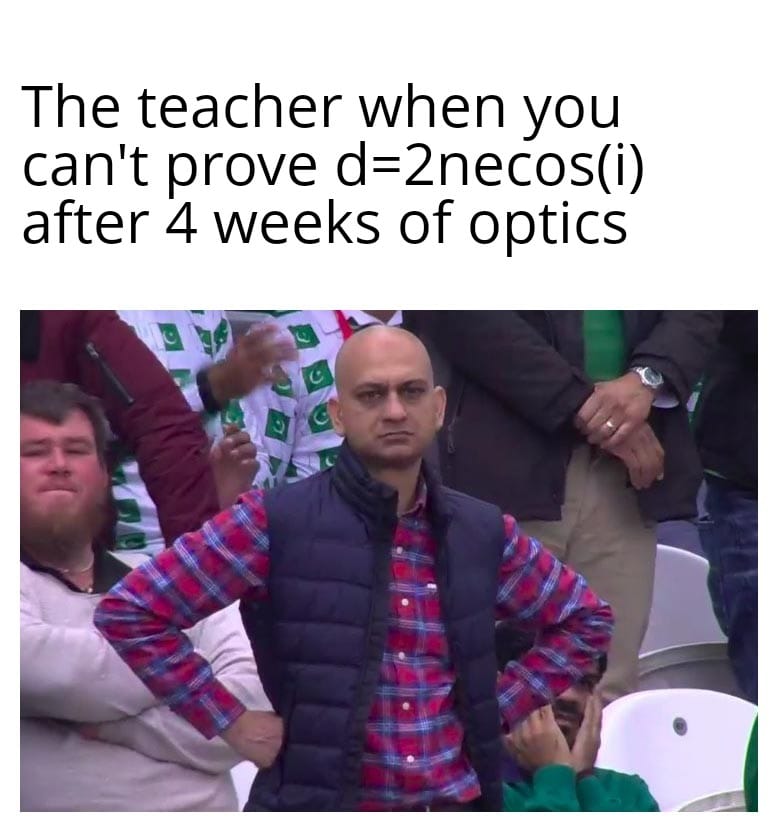 The teacher when you
can't prove d=2necos(i)
after 4 weeks of optics